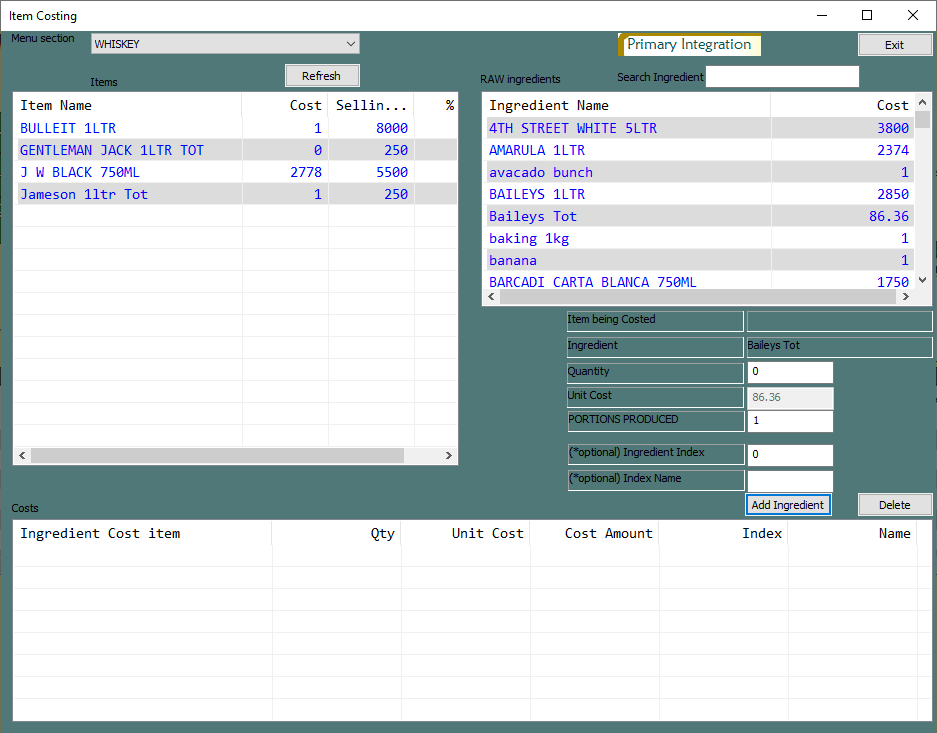 Item Costing
Menu section
WHISKEY
Primary Integration
Exit
Items
Refresh
RAW ingredients
Search Ingredient
Item Name Cost Sellin... %
BULLEIT 1LTR 1 8000
GENTLEMAN JACK 1LTR TOT 0 250
J W BLACK 750ML 2778 5500
Jameson 1ltr Tot 1 250
Ingredient Name Cost
4TH STREET WHITE 5LTR 3800
AMARULA 1LTR 2374
avacado bunch 1
BAILEYS 1LTR 2850
Baileys Tot 86.36
baking 1kg 1
banana 1
BARCADI CARTA BLANCA 750ML 1750
Item being Costed
Ingredient Baileys Tot
Quantity 0
Unit Cost 86.36
PORTIONS PRODUCED 1
(*optional) Ingredient Index 0
(*optional) Index Name
Add Ingredient
Delete
Costs
Ingredient Cost item Qty Unit Cost Cost Amount Index Name